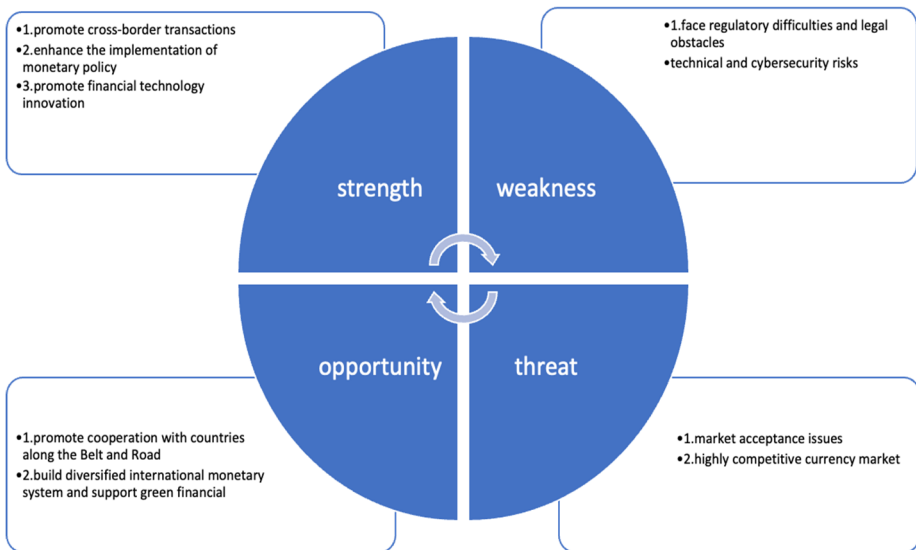 •1.promote cross-border transactions
•2.enhance the implementation of
monetary policy
•3.promote financial technology
innovation
•1.face regulatory difficulties and legal
obstacles
•technical and cybersecurity risks
strength
weakness
opportunity
threat
•1.promote cooperation with countries
along the Belt and Road
•2.build diversified international monetary
system and support green financial
•1.market acceptance issues
•2.highly competitive currency market